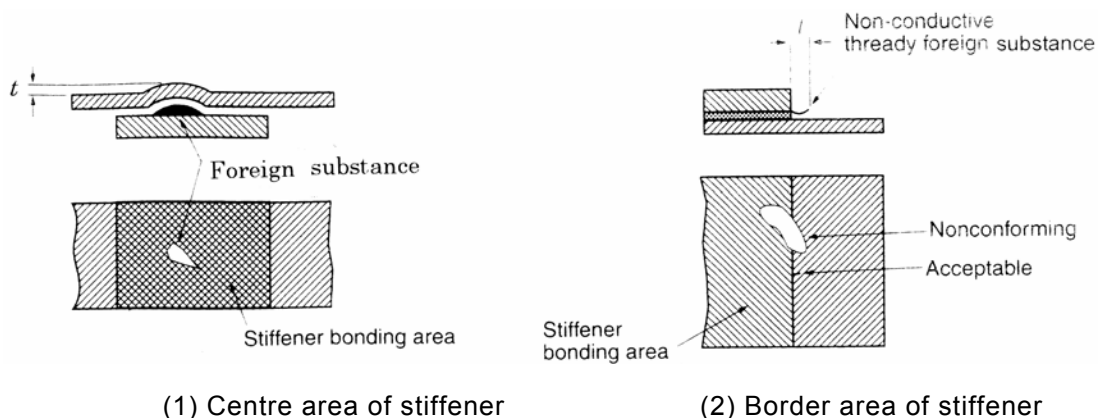 t
Foreign substance
Stiffener bonding area
(1) Centre area of stiffener
l
Non-conductive
thready foreign substance
Nonconforming
Acceptable
Stiffener
bonding area
(2) Border area of stiffener